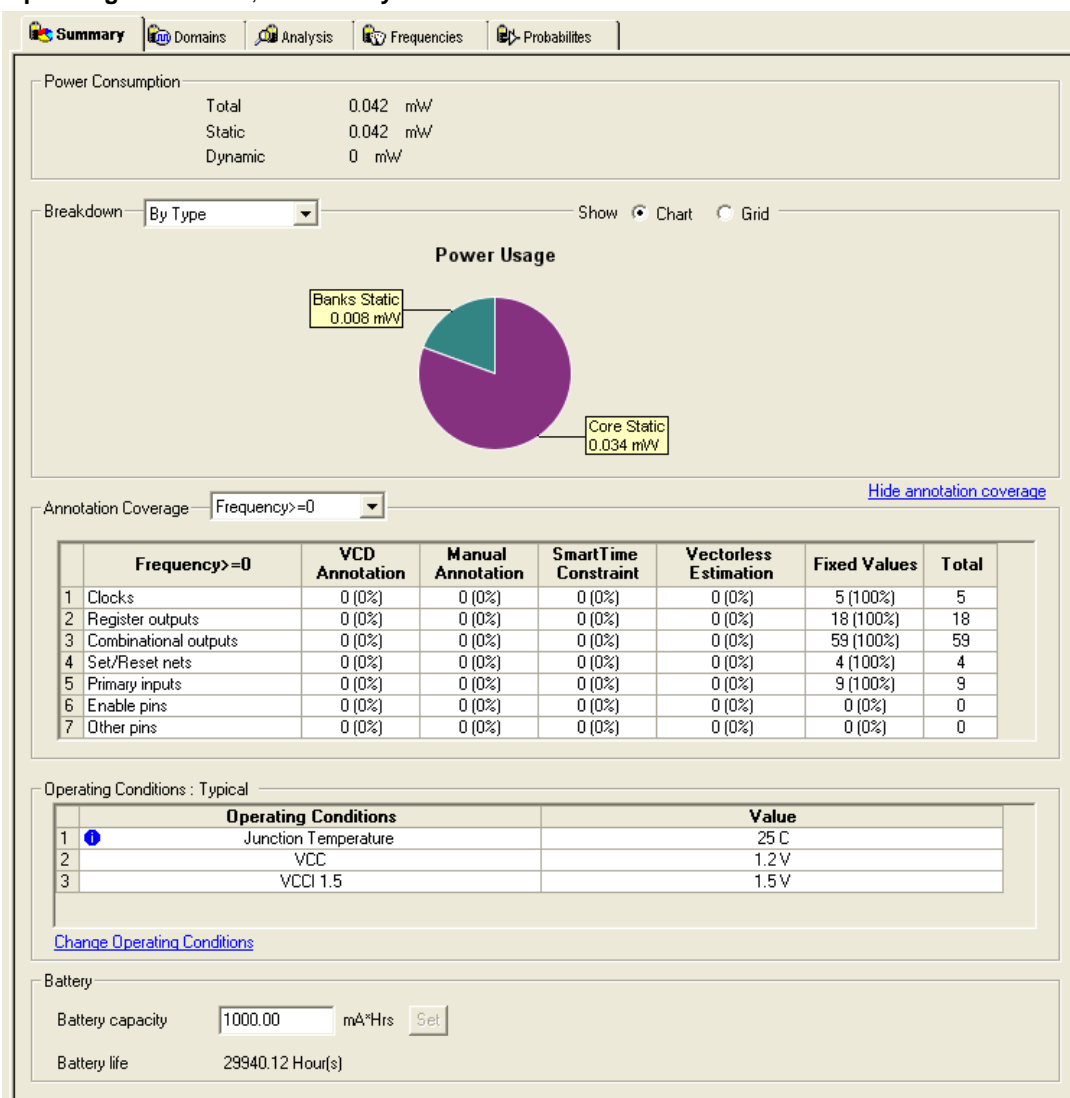 Summary Domains Analysis Frequencies Probabilites
Power Consumption
Total 0.042 mW
Static 0.042 mW
Dynamic 0 mW
Breakdown By Type Show Chart Grid
Power Usage
Banks Static
0.008 mW
Core Static
0.034 mW
Hide annotation coverage
Annotation Coverage Frequency>=0
Frequency>=0 VCD Annotation Manual Annotation SmartTime Constraint Vectorless Estimation Fixed Values Total
1 Clocks 0 (0%) 0 (0%) 0 (0%) 0 (0%) 5 (100%) 5
2 Register outputs 0 (0%) 0 (0%) 0 (0%) 0 (0%) 18 (100%) 18
3 Combinational outputs 0 (0%) 0 (0%) 0 (0%) 0 (0%) 59 (100%) 59
4 Set/Reset nets 0 (0%) 0 (0%) 0 (0%) 0 (0%) 4 (100%) 4
5 Primary inputs 0 (0%) 0 (0%) 0 (0%) 0 (0%) 9 (100%) 9
6 Enable pins 0 (0%) 0 (0%) 0 (0%) 0 (0%) 0 (0%) 0
7 Other pins 0 (0%) 0 (0%) 0 (0%) 0 (0%) 0 (0%) 0
Operating Conditions : Typical
Operating Conditions Value
1 Junction Temperature 25 C
2 VCC 1.2 V
3 VCCI 1.5 1.5 V
Change Operating Conditions
Battery
Battery capacity 1000.00 mA*Hrs Set
Battery life 29940.12 Hour(s)